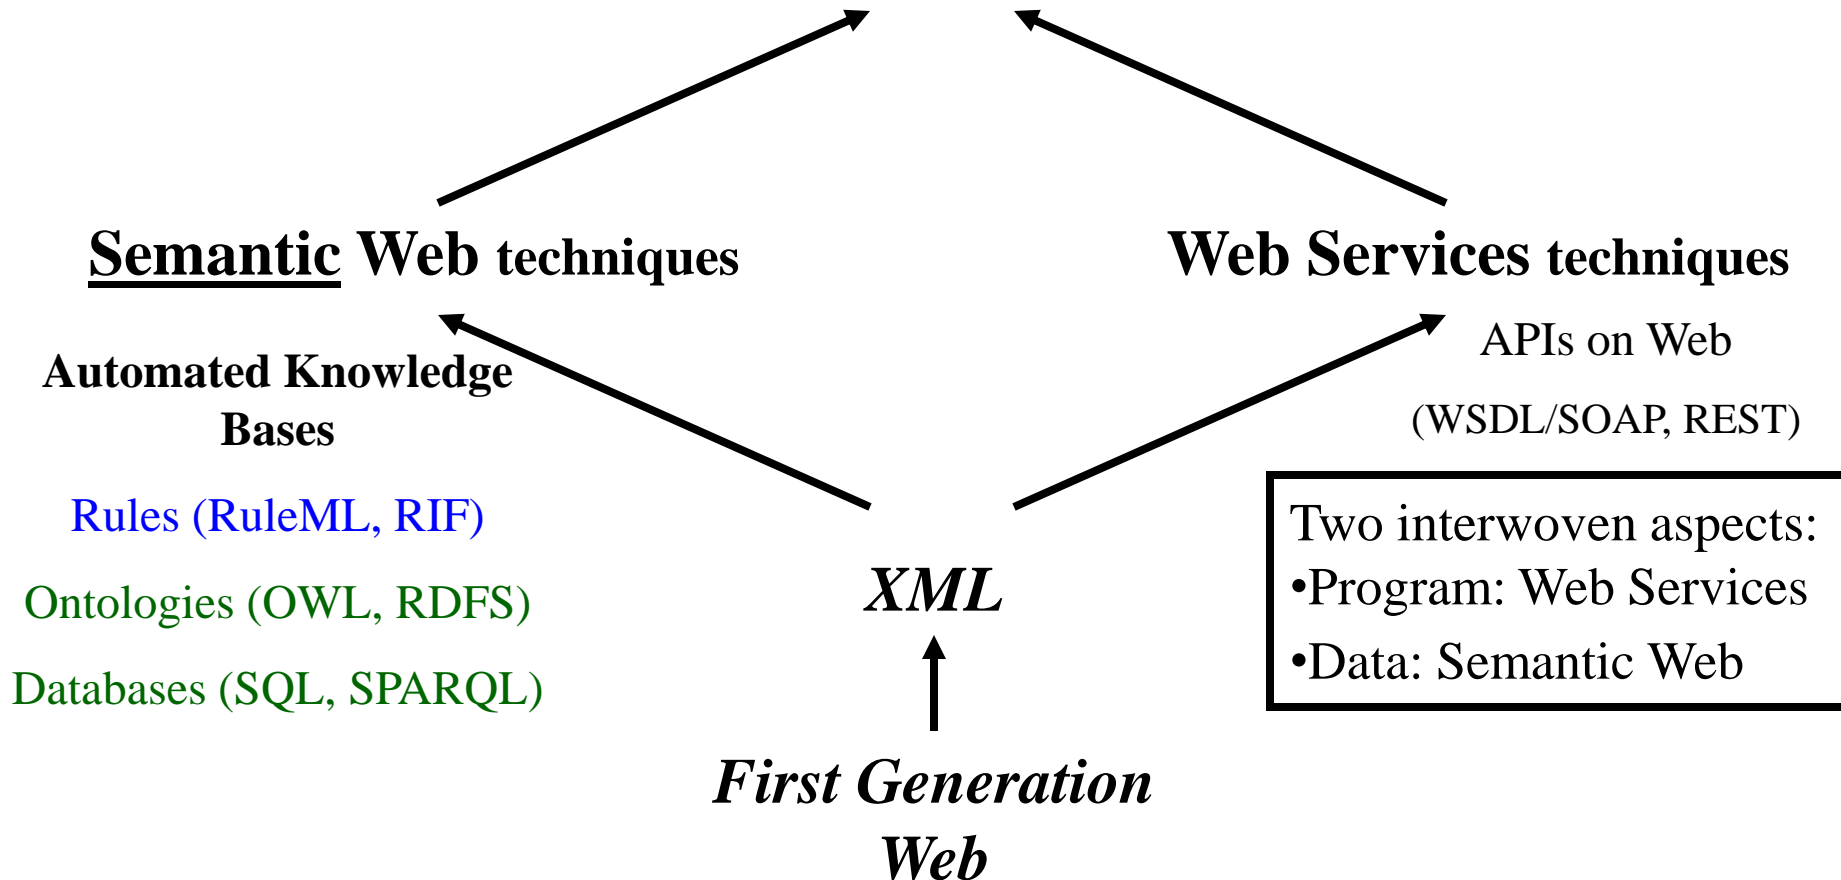 Semantic Web techniques
Web Services techniques
Automated Knowledge
Bases
Rules (RuleML, RIF)
Ontologies (OWL, RDFS)
Databases (SQL, SPARQL)
APIs on Web
(WSDL/SOAP, REST)
Two interwoven aspects:
•Program: Web Services
•Data: Semantic Web
XML
First Generation
Web